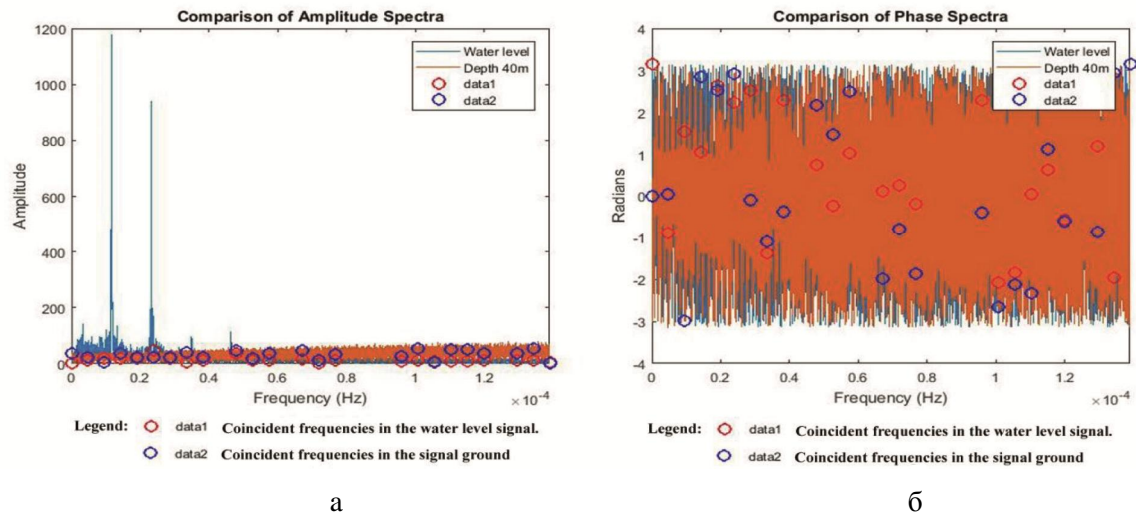 Comparison of Amplitude Spectra
1200
1000
800
600
400
200
0
Amplitude
0
0.2
0.4
0.6
0.8
1
1.2
Frequency (Hz)
×10⁻⁴
Water level
Depth 40m
data1
data2
Legend:
data1 Coincident frequencies in the water level signal.
data2 Coincident frequencies in the signal ground
а
Comparison of Phase Spectra
4
3
2
1
0
-1
-2
-3
-4
Radians
0
0.2
0.4
0.6
0.8
1
1.2
Frequency (Hz)
×10⁻⁴
Water level
Depth 40m
data1
data2
Legend:
data1 Coincident frequencies in the water level signal.
data2 Coincident frequencies in the signal ground
б